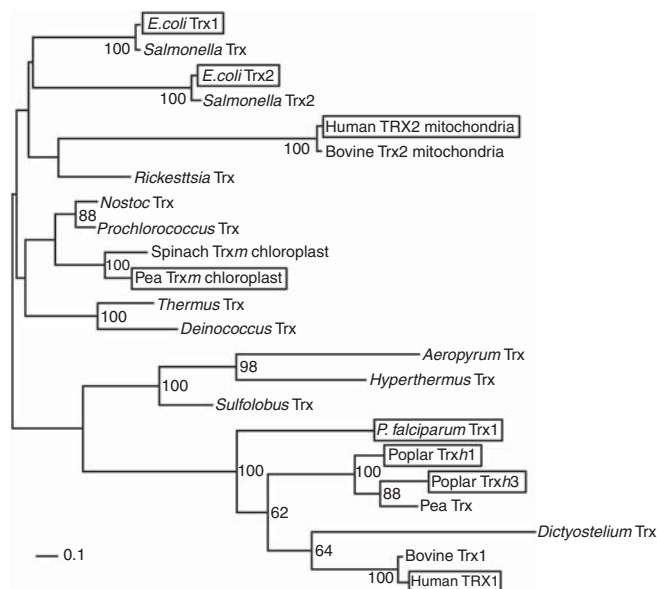 E.coli Trx1
100
Salmonella Trx
E.coli Trx2
100
Salmonella Trx2
Human TRX2 mitochondria
100
Bovine Trx2 mitochondria
Rickesttsia Trx
Nostoc Trx
88
Prochlorococcus Trx
Spinach Trxm chloroplast
100
Pea Trxm chloroplast
Thermus Trx
100
Deinococcus Trx
Aeropyrum Trx
98
Hyperthermus Trx
100
Sulfolobus Trx
P. falciparum Trx1
Poplar Trxh1
100
100
Poplar Trxh3
88
Pea Trx
62
Dictyostelium Trx
64
0.1
Bovine Trx1
100
Human TRX1